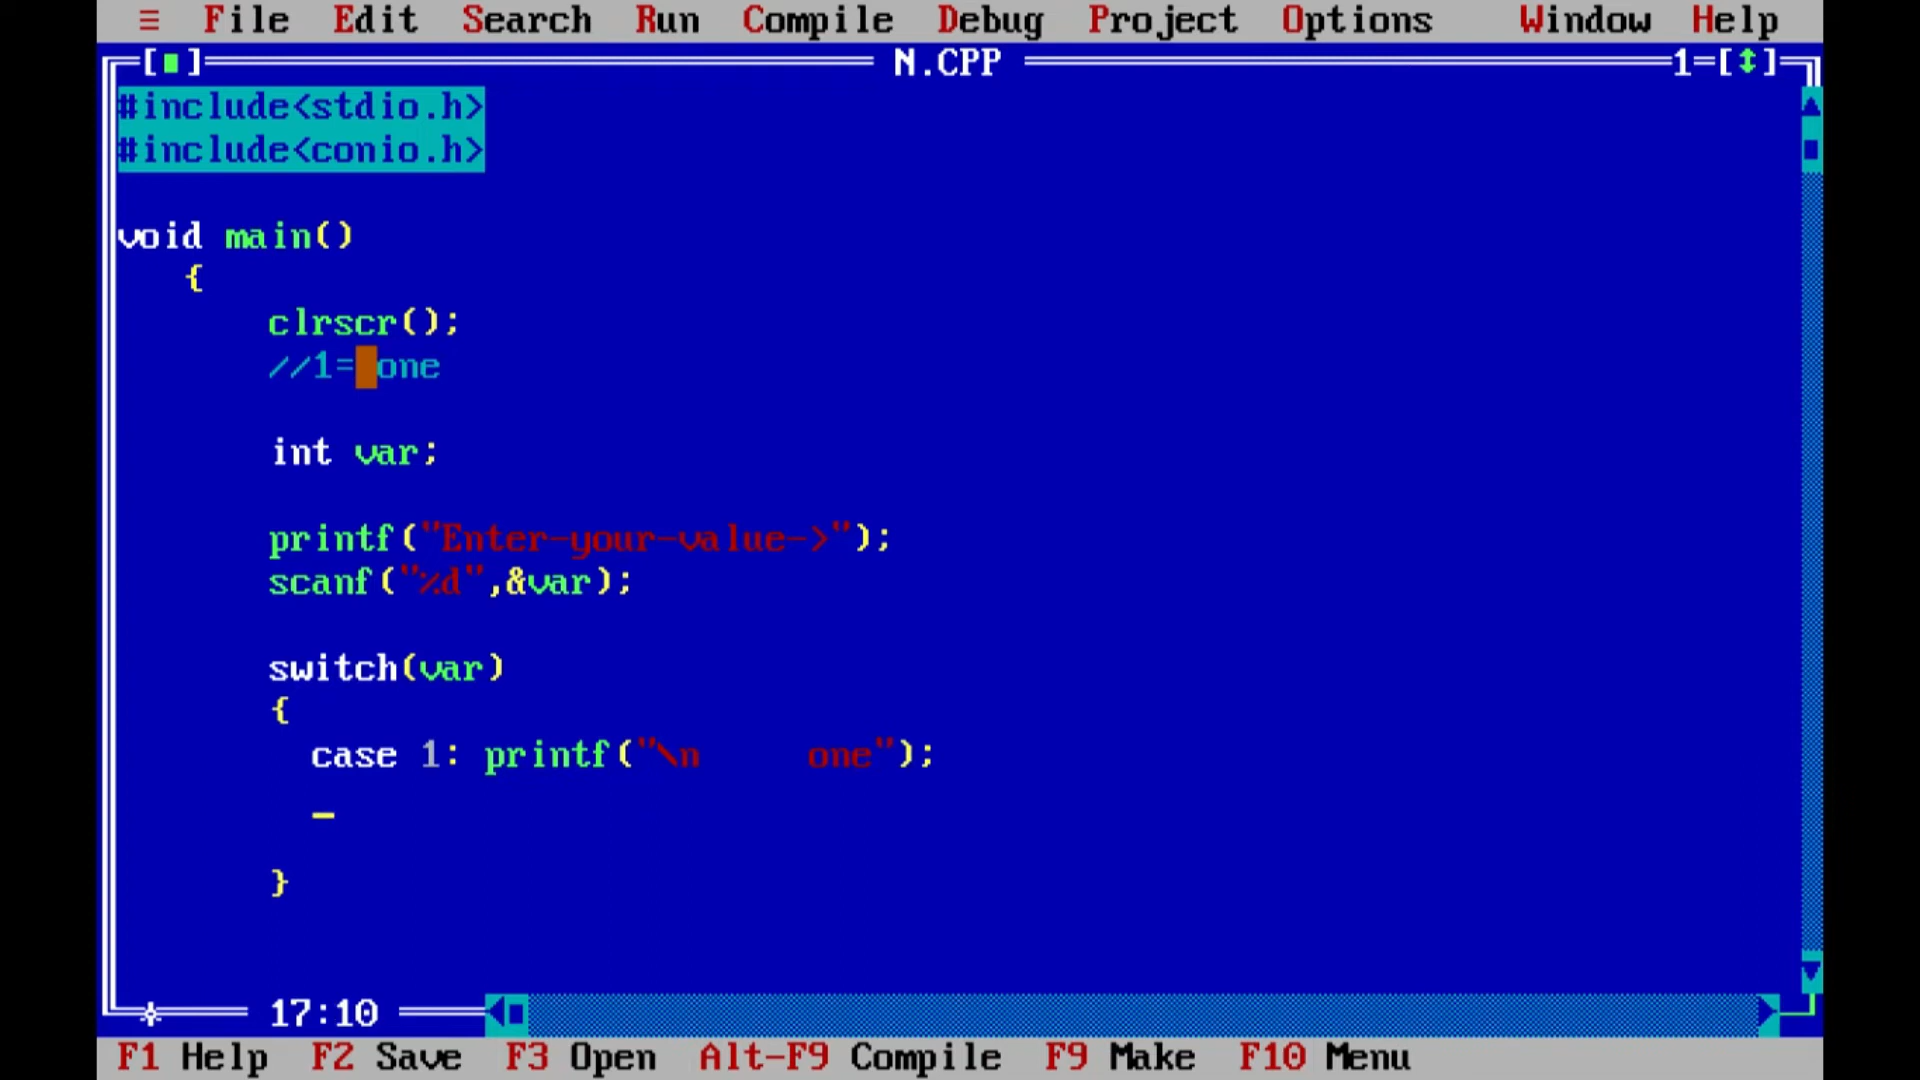 ≡ File Edit Search Run Compile Debug Project Options Window Help
[■] N.CPP 1=[↕]
#include<stdio.h>
#include<conio.h>
void main()
{
clrscr();
//1= one
int var;
printf("Enter-your-value->");
scanf("%d",&var);
switch(var)
{
case 1: printf("\n     one");
}
17:10
F1 Help F2 Save F3 Open Alt-F9 Compile F9 Make F10 Menu